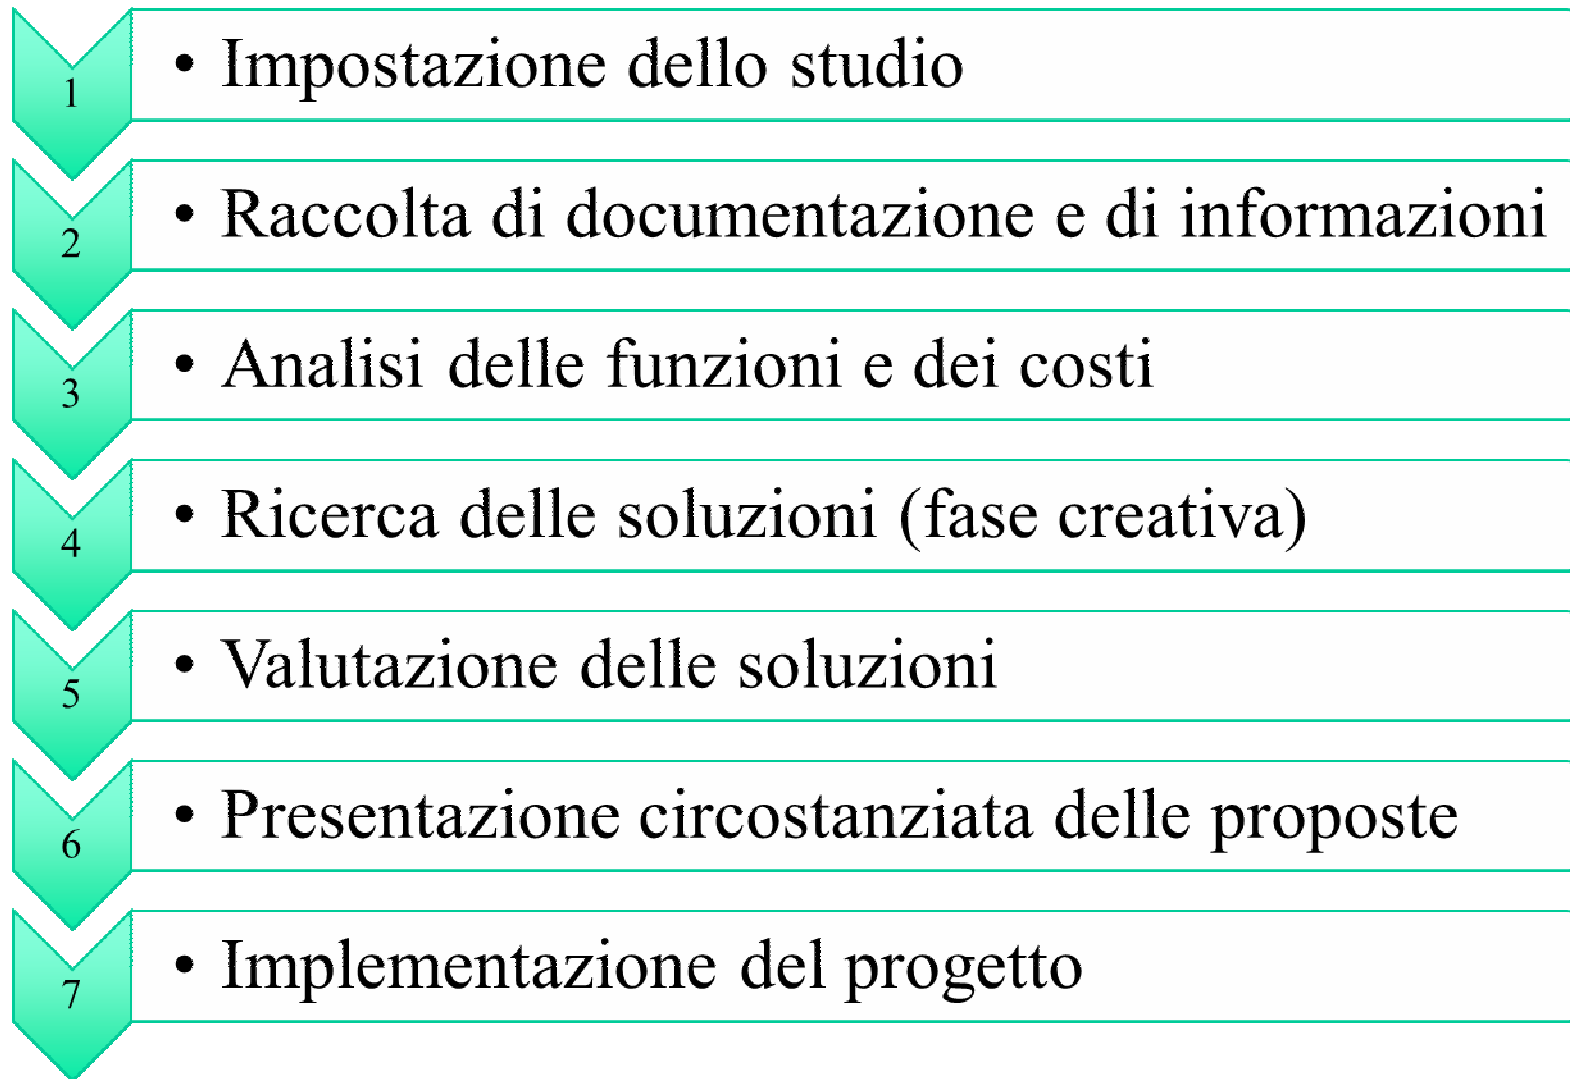 1
• Impostazione dello studio
2
• Raccolta di documentazione e di informazioni
3
• Analisi delle funzioni e dei costi
4
• Ricerca delle soluzioni (fase creativa)
5
• Valutazione delle soluzioni
6
• Presentazione circostanziata delle proposte
7
• Implementazione del progetto